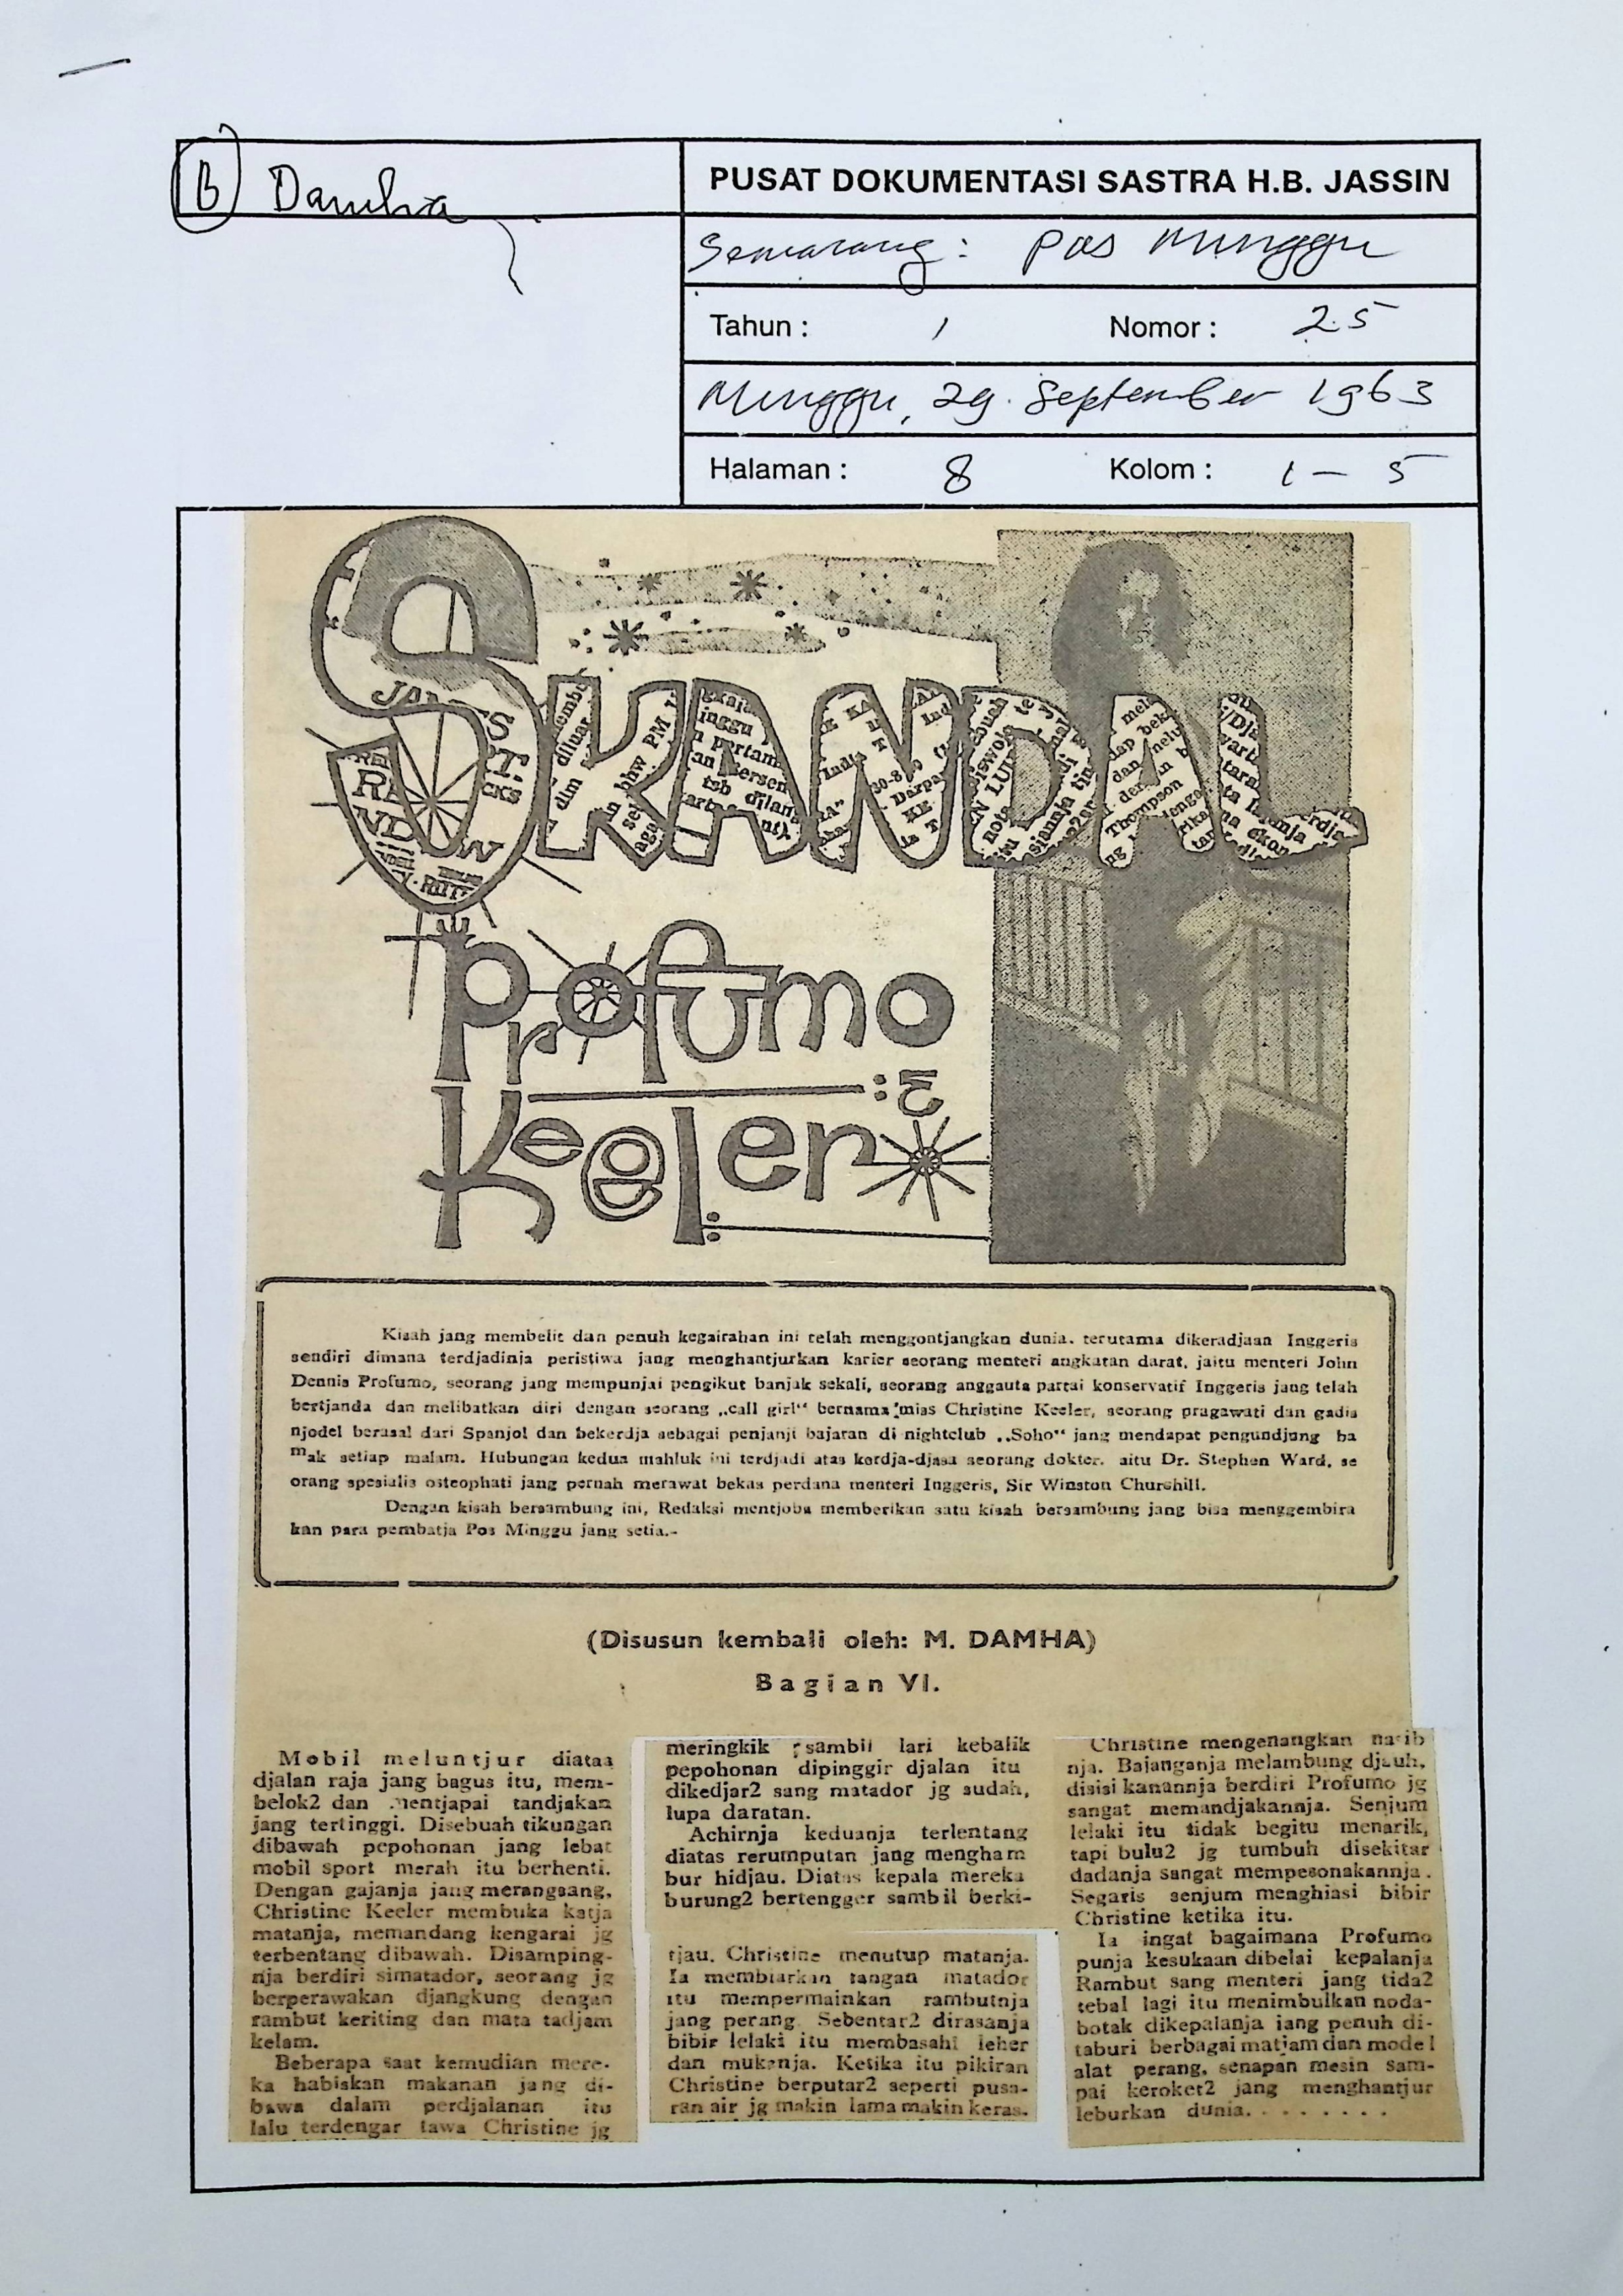 B Damha
PUSAT DOKUMENTASI SASTRA H.B. JASSIN
Semarang: Pos Minggu
Tahun : 1 Nomor : 25
Minggu, 29 September 1963
Halaman : 8 Kolom : 1 – 5
SKANDAL
Profumo
&
Keeler
Kisah jang membelit dan penuh kegairahan ini telah menggontjangkan dunia. terutama dikeradjaan Inggeris
sendiri dimana terdjadinja peristiwa jang menghantjurkan karier seorang menteri angkatan darat, jaitu menteri John
Dennis Profumo, seorang jang mempunjai pengikut banjak sekali, seorang anggauta partai konservatif Inggeris jang telah
bertjanda dan melibatkan diri dengan seorang „call girl“ bernama miss Christine Keeler, seorang pragawati dan gadis
njodel berasal dari Spanjol dan bekerdja sebagai penjanji bajaran di nightclub „Soho“ jang mendapat pengundjung ba
mak setiap malam. Hubungan kedua mahluk ini terdjadi atas kerdja-djasa seorang dokter. aitu Dr. Stephen Ward, se
orang spesialis osteophati jang pernah merawat bekas perdana menteri Inggeris, Sir Winston Churchill.
Dengan kisah bersambung ini, Redaksi mentjoba memberikan satu kisah bersambung jang bisa menggembira
kan para pembatja Pos Minggu jang setia.-
(Disusun kembali oleh: M. DAMHA)
Bagian VI.
Mobil meluntjur diatas
djalan raja jang bagus itu, mem-
belok2 dan mentjapai tandjakan
jang tertinggi. Disebuah tikungan
dibawah pepohonan jang lebat
mobil sport merah itu berhenti.
Dengan gajanja jang merangsang,
Christine Keeler membuka katja
matanja, memandang kengarai jg
terbentang dibawah. Disamping-
nja berdiri simatador, seorang jg
berperawakan djangkung dengan
rambut keriting dan mata tadjam
kelam.
Beberapa saat kemudian mere-
ka habiskan makanan jang di-
bawa dalam perdjalanan itu
lalu terdengar tawa Christine jg
meringkik sambil lari kebalik
pepohonan dipinggir djalan itu
dikedjar2 sang matador jg sudah,
lupa daratan.
Achirnja keduanja terlentang
diatas rerumputan jang mengham
bur hidjau. Diatas kepala mereka
burung2 bertengger sambil berki-
tjau. Christine menutup matanja.
Ia membiarkan tangan matador
itu mempermainkan rambutnja
jang perang. Sebentar2 dirasanja
bibir lelaki itu membasahi leher
dan mukanja. Ketika itu pikiran
Christine berputar2 seperti pusa-
ran air jg makin lama makin keras.
Christine mengenangkan nasib
nja. Bajanganja melambung djauh,
disisi kanannja berdiri Profumo jg
sangat memandjakannja. Senjum
lelaki itu tidak begitu menarik,
tapi bulu2 jg tumbuh disekitar
dadanja sangat mempesonakannja.
Segaris senjum menghiasi bibir
Christine ketika itu.
Ia ingat bagaimana Profumo
punja kesukaan dibelai kepalanja
Rambut sang menteri jang tida2
tebal lagi itu menimbulkan noda-
botak dikepalanja jang penuh di-
taburi berbagai matjam dan model
alat perang, senapan mesin sam-
pai keroket2 jang menghantjur
leburkan dunia. . . . . . . .